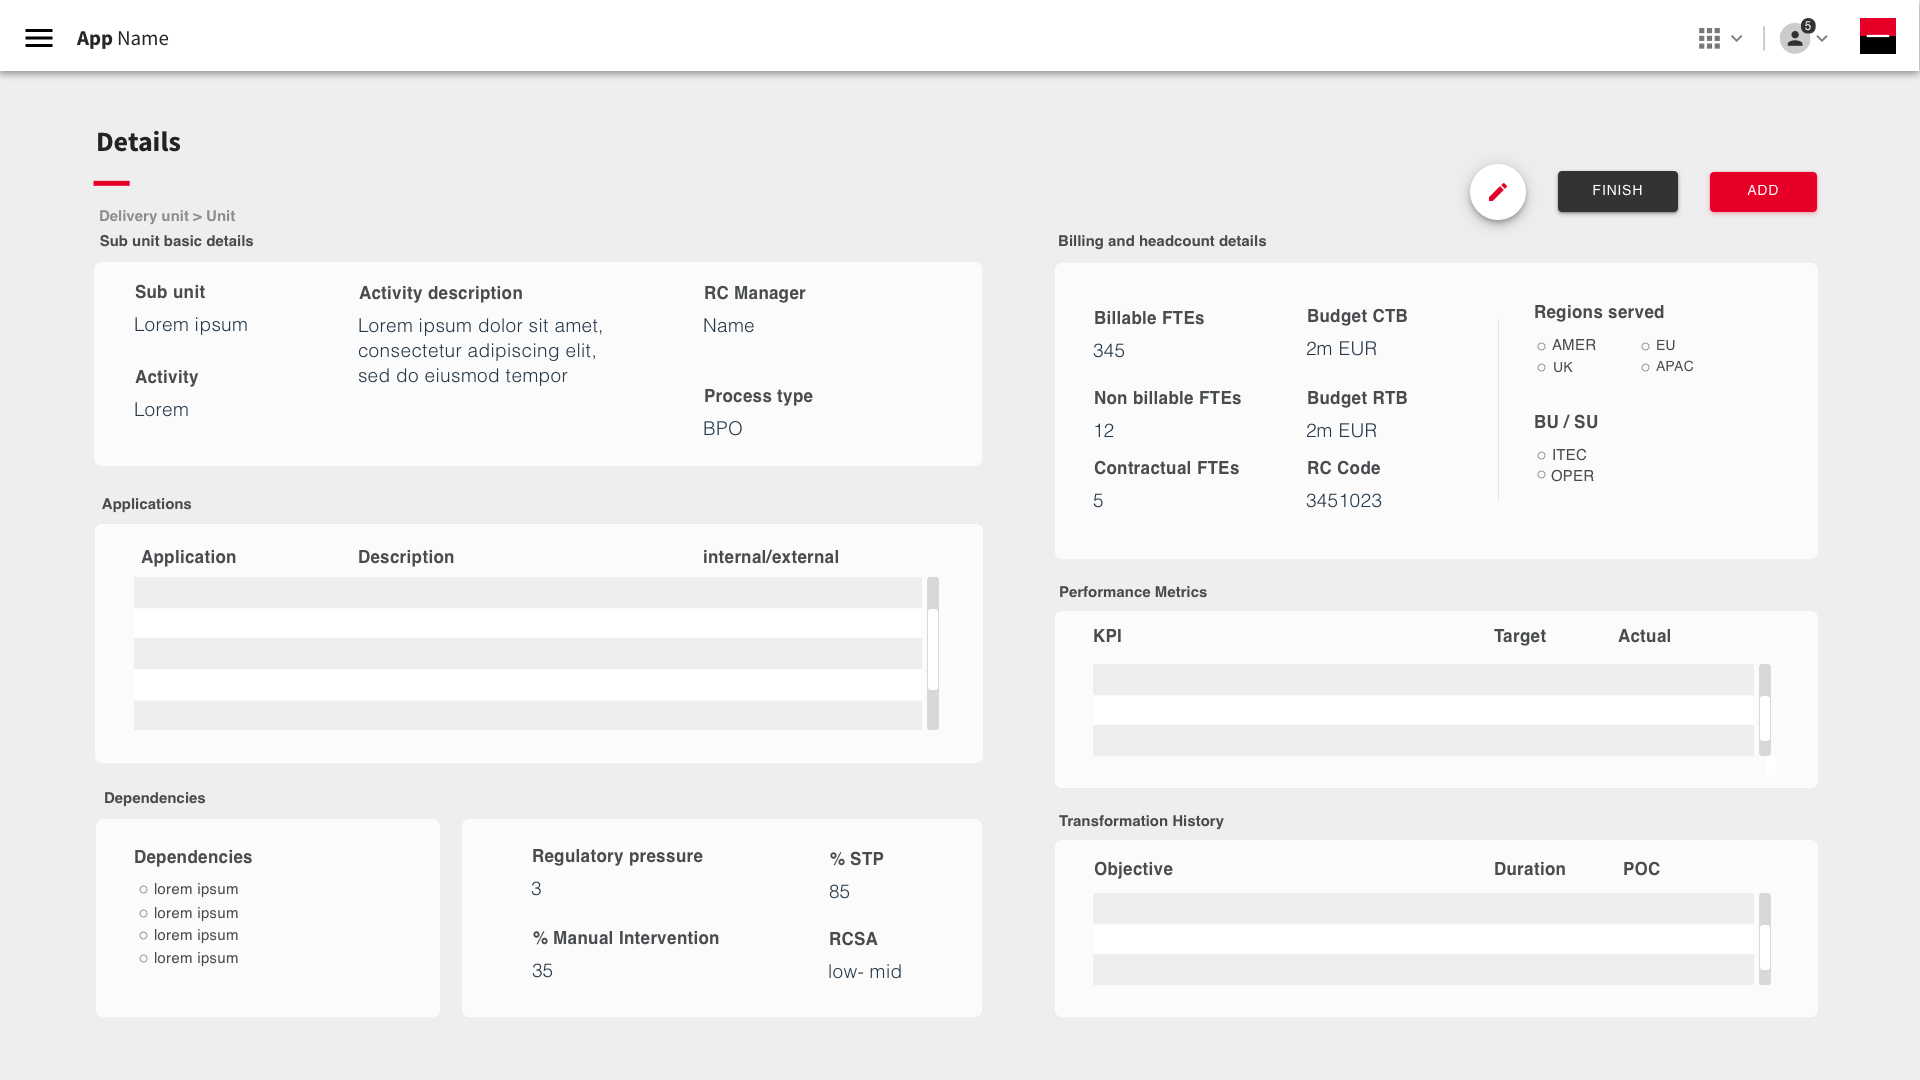 App Name
5
Details
FINISH
ADD
Delivery unit > Unit
Sub unit basic details
Sub unit
Lorem ipsum
Activity
Lorem
Activity description
Lorem ipsum dolor sit amet,
consectetur adipiscing elit,
sed do eiusmod tempor
RC Manager
Name
Process type
BPO
Billing and headcount details
Billable FTEs
345
Non billable FTEs
12
Contractual FTEs
5
Budget CTB
2m EUR
Budget RTB
2m EUR
RC Code
3451023
Regions served
AMER
EU
UK
APAC
BU / SU
ITEC
OPER
Applications
Application Description internal/external
Performance Metrics
KPI Target Actual
Dependencies
Dependencies
lorem ipsum
lorem ipsum
lorem ipsum
lorem ipsum
Regulatory pressure
3
% Manual Intervention
35
% STP
85
RCSA
low- mid
Transformation History
Objective Duration POC